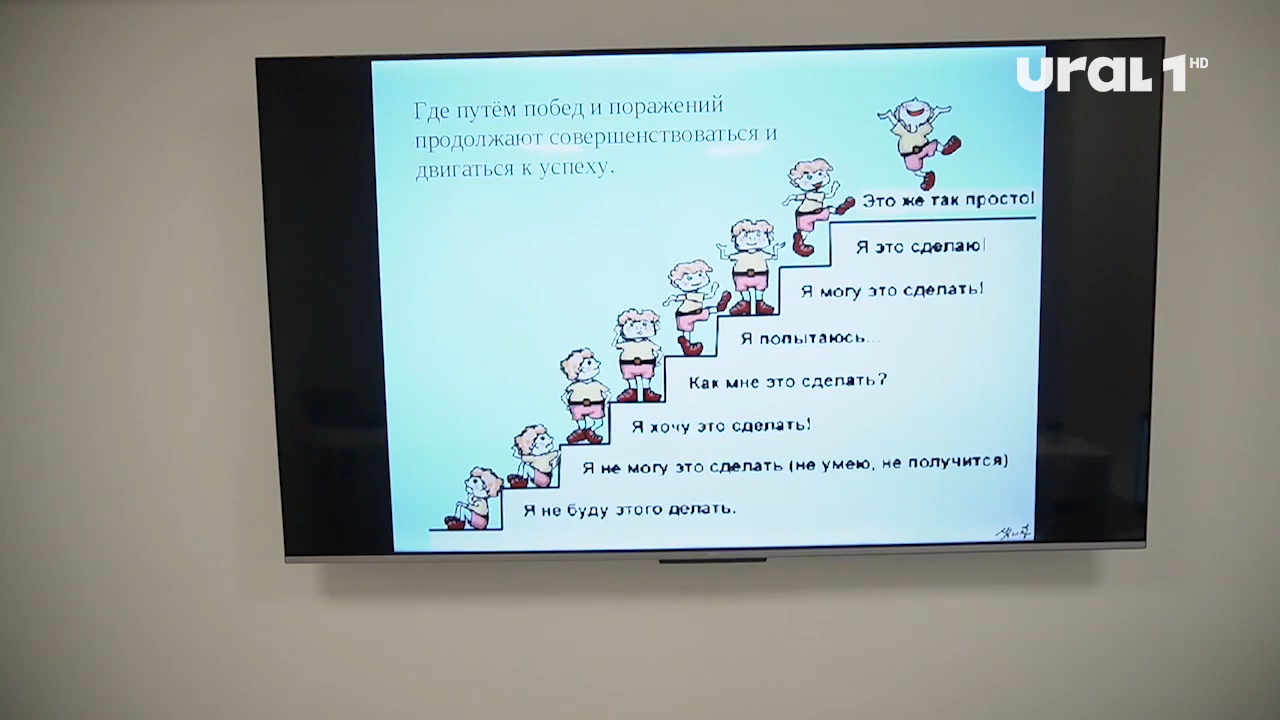 ural 1 HD
Где путём побед и поражений
продолжают совершенствоваться и
двигаться к успеху.
Это же так просто!
Я это сделаю!
Я могу это сделать!
Я попытаюсь...
Как мне это сделать?
Я хочу это сделать!
Я не могу это сделать (не умею, не получится)
Я не буду этого делать.